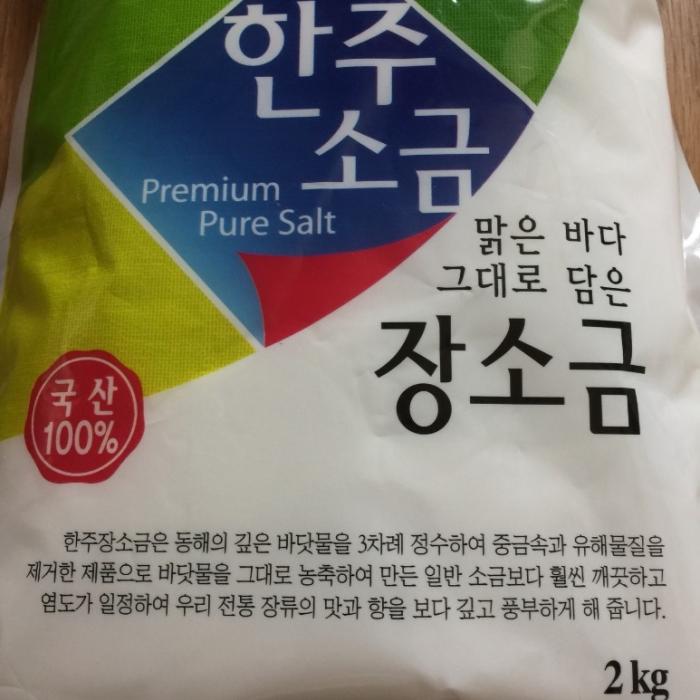 한주
소금
Premium
Pure Salt
맑은 바다
그대로 담은
장소금
국산
100%
한주장소금은 동해의 깊은 바닷물을 3차례 정수하여 중금속과 유해물질을
제거한 제품으로 바닷물을 그대로 농축하여 만든 일반 소금보다 훨씬 깨끗하고
염도가 일정하여 우리 전통 장류의 맛과 향을 보다 깊고 풍부하게 해 줍니다.
2 kg